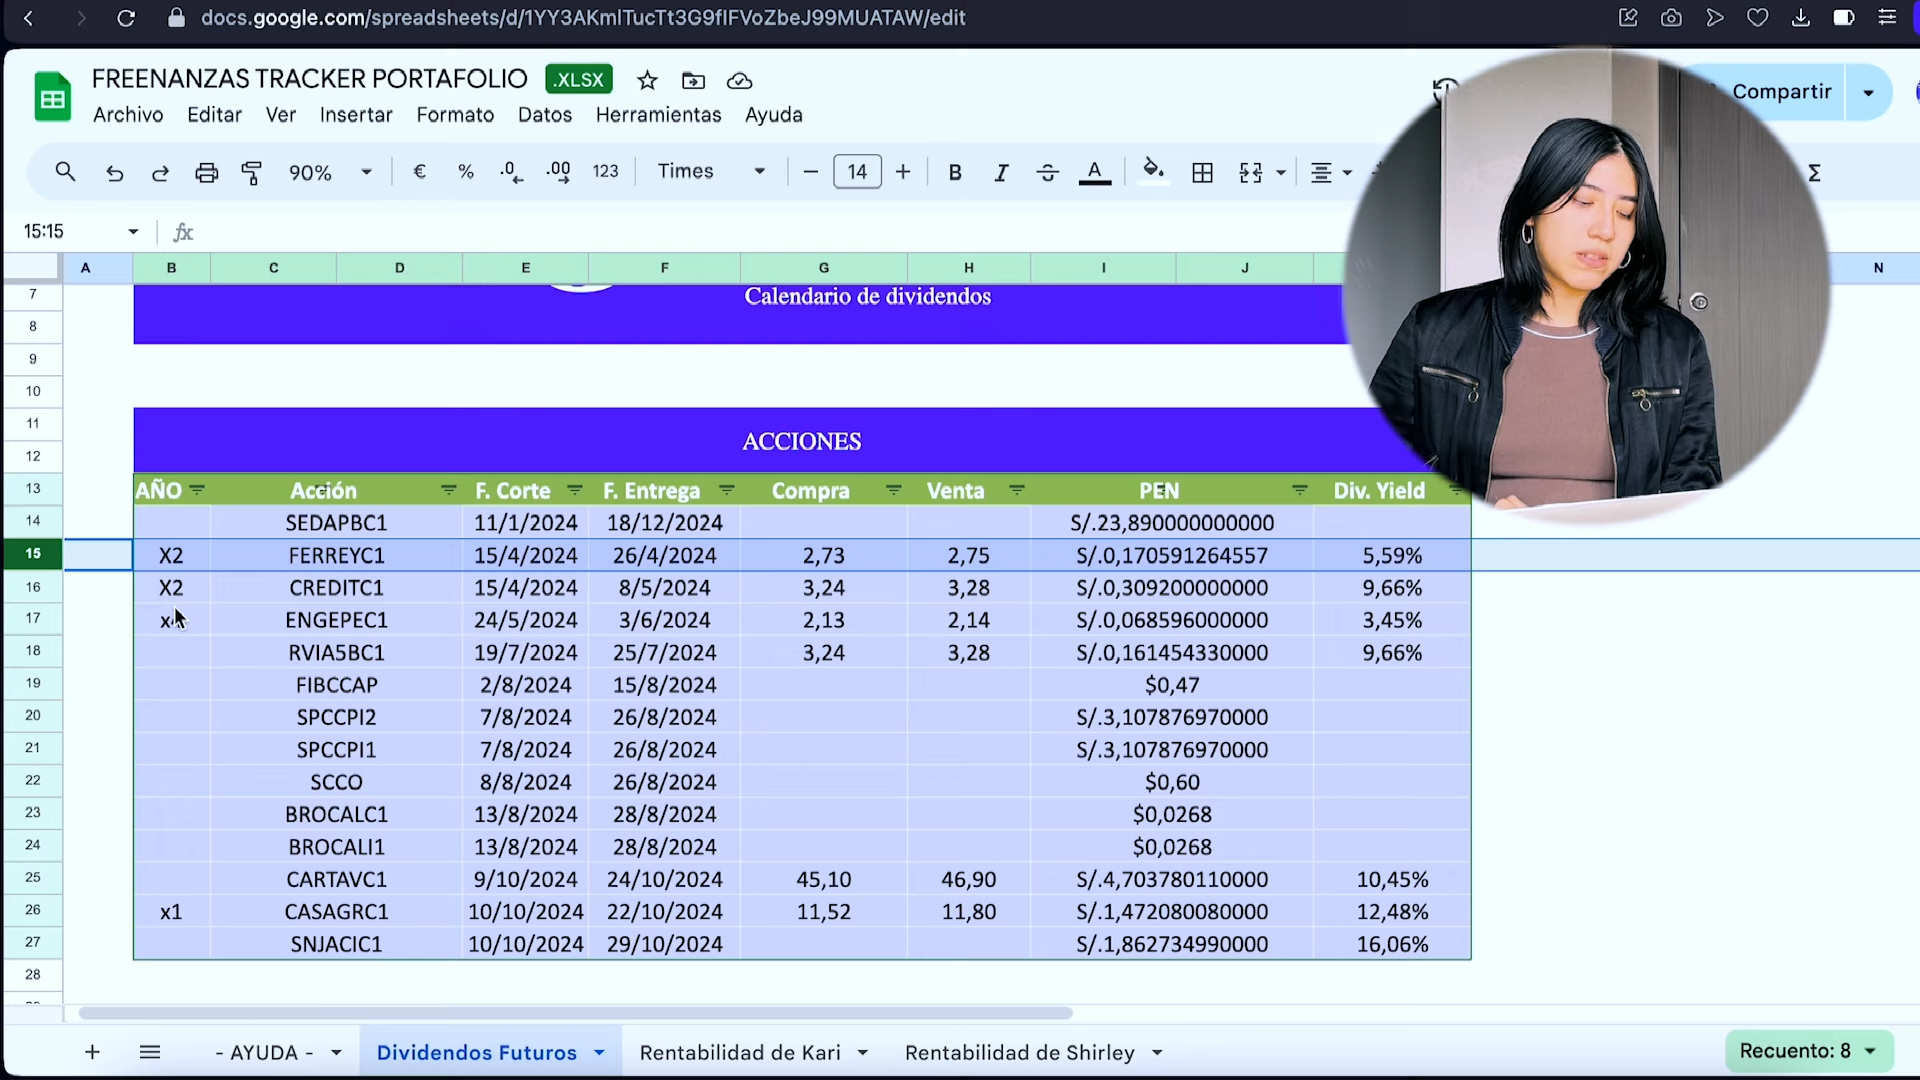 docs.google.com/spreadsheets/d/1YY3AKmlTucTt3G9fIFVoZbeJ99MUATAW/edit
FREENANZAS TRACKER PORTAFOLIO .XLSX
Compartir
Archivo Editar Ver Insertar Formato Datos Herramientas Ayuda
90% € % .0 .00 123 Times 14 B I A Σ
15:15 fx
A B C D E F G H I J N
7 Calendario de dividendos
8
9
10
11
ACCIONES
12
13 AÑO Acción F. Corte F. Entrega Compra Venta PEN Div. Yield
14 SEDAPBC1 11/1/2024 18/12/2024 S/.23,890000000000
15 X2 FERREYC1 15/4/2024 26/4/2024 2,73 2,75 S/.0,170591264557 5,59%
16 X2 CREDITC1 15/4/2024 8/5/2024 3,24 3,28 S/.0,309200000000 9,66%
17 ENGEPEC1 24/5/2024 3/6/2024 2,13 2,14 S/.0,068596000000 3,45%
18 RVIA5BC1 19/7/2024 25/7/2024 3,24 3,28 S/.0,161454330000 9,66%
19 FIBCCAP 2/8/2024 15/8/2024 $0,47
20 SPCCPI2 7/8/2024 26/8/2024 S/.3,107876970000
21 SPCCPI1 7/8/2024 26/8/2024 S/.3,107876970000
22 SCCO 8/8/2024 26/8/2024 $0,60
23 BROCALC1 13/8/2024 28/8/2024 $0,0268
24 BROCALI1 13/8/2024 28/8/2024 $0,0268
25 CARTAVC1 9/10/2024 24/10/2024 45,10 46,90 S/.4,703780110000 10,45%
26 x1 CASAGRC1 10/10/2024 22/10/2024 11,52 11,80 S/.1,472080080000 12,48%
27 SNJACIC1 10/10/2024 29/10/2024 S/.1,862734990000 16,06%
28
- AYUDA - Dividendos Futuros Rentabilidad de Kari Rentabilidad de Shirley Recuento: 8